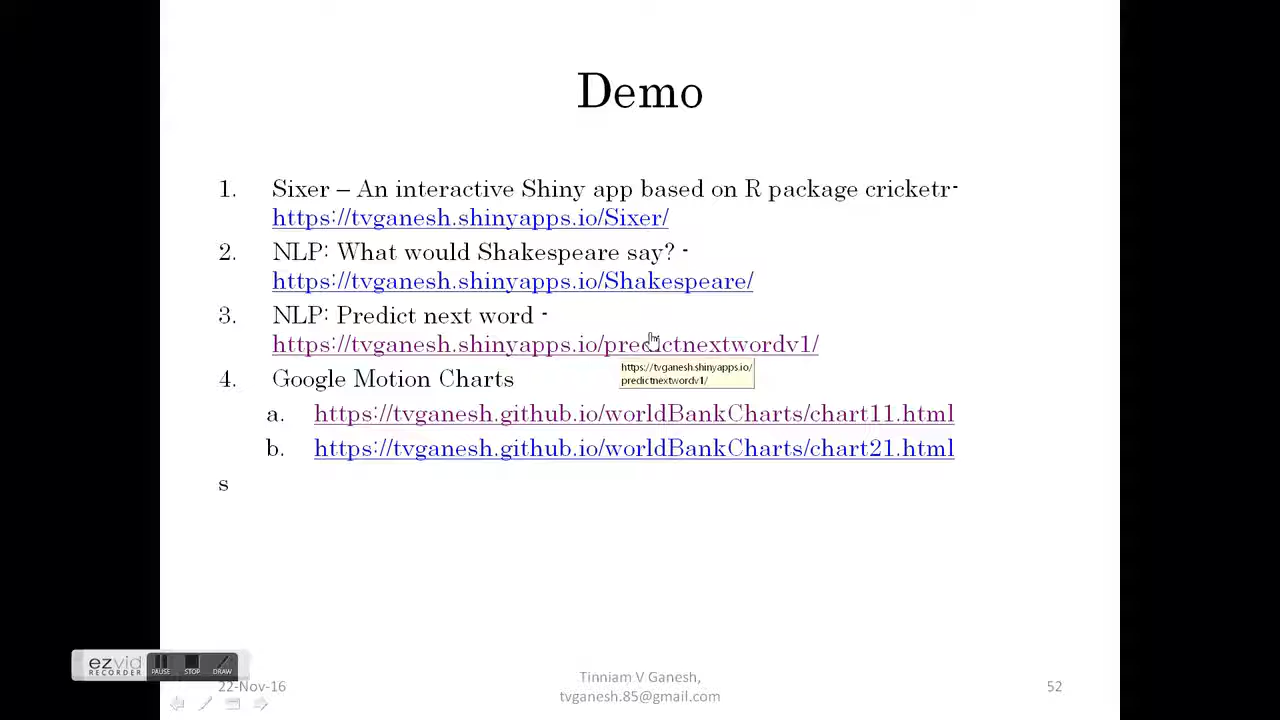 Demo
1. Sixer – An interactive Shiny app based on R package cricketr-
https://tvganesh.shinyapps.io/Sixer/
2. NLP: What would Shakespeare say? -
https://tvganesh.shinyapps.io/Shakespeare/
3. NLP: Predict next word -
https://tvganesh.shinyapps.io/predictnextwordv1/
https://tvganesh.shinyapps.io/
predictnextwordv1/
4. Google Motion Charts
a. https://tvganesh.github.io/worldBankCharts/chart11.html
b. https://tvganesh.github.io/worldBankCharts/chart21.html
s
ezvid
RECORDER
PAUSE STOP DRAW
22-Nov-16
Tinniam V Ganesh,
tvganesh.85@gmail.com
52